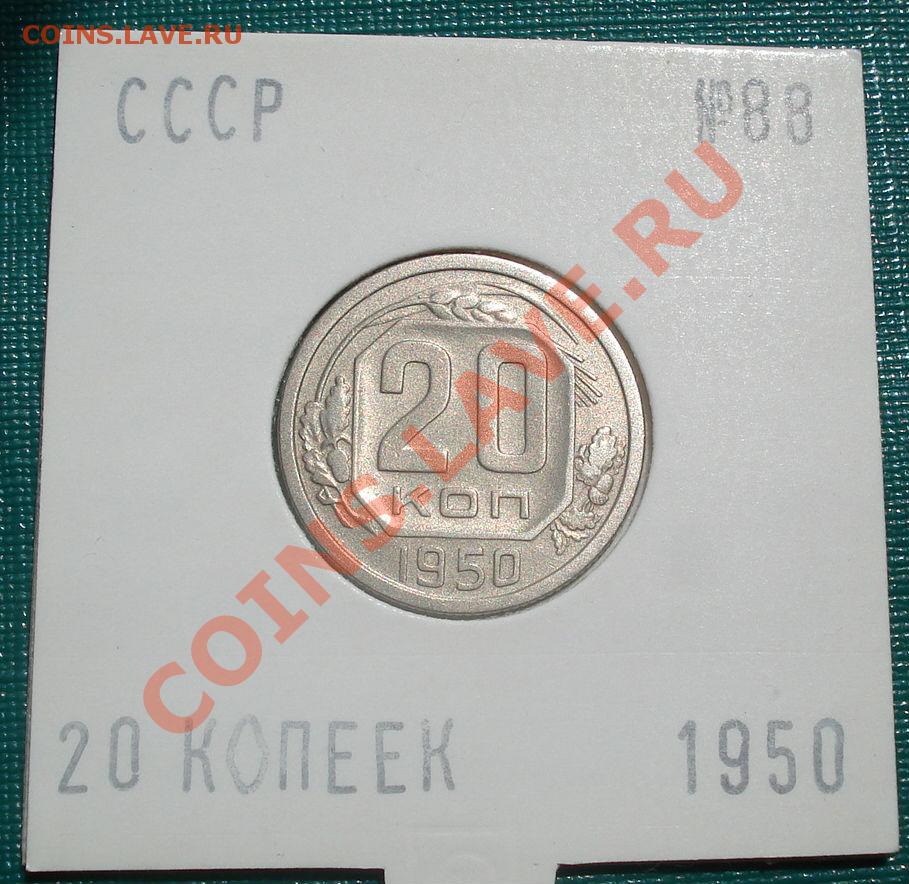 COINS.LAVE.RU
СССР №88
COINS.LAVE.RU
20
КОП
1950
20 КОПЕЕК 1950